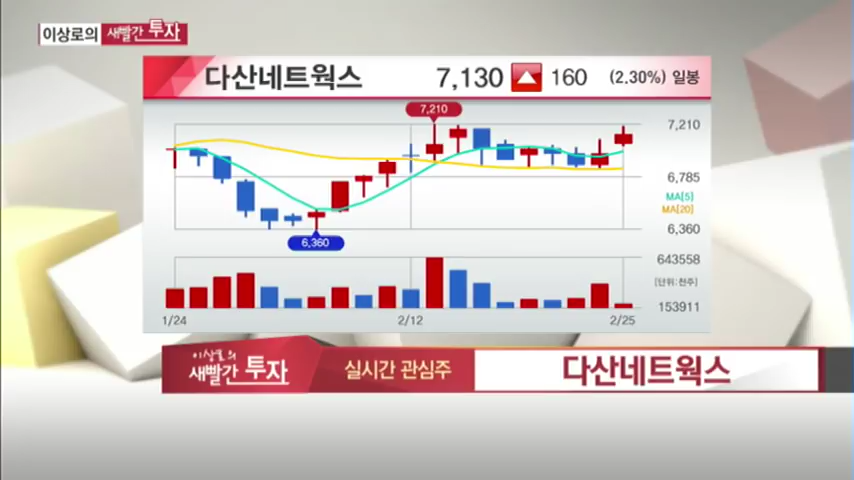 이상로의 새빨간 투자
다산네트웍스 7,130 160 (2.30%) 일봉
7,210
7,210
6,785
MA[5]
MA[20]
6,360
6,360
643558
[단위:천주]
153911
1/24 2/12 2/25
이상로의
새빨간 투자
실시간 관심주
다산네트웍스